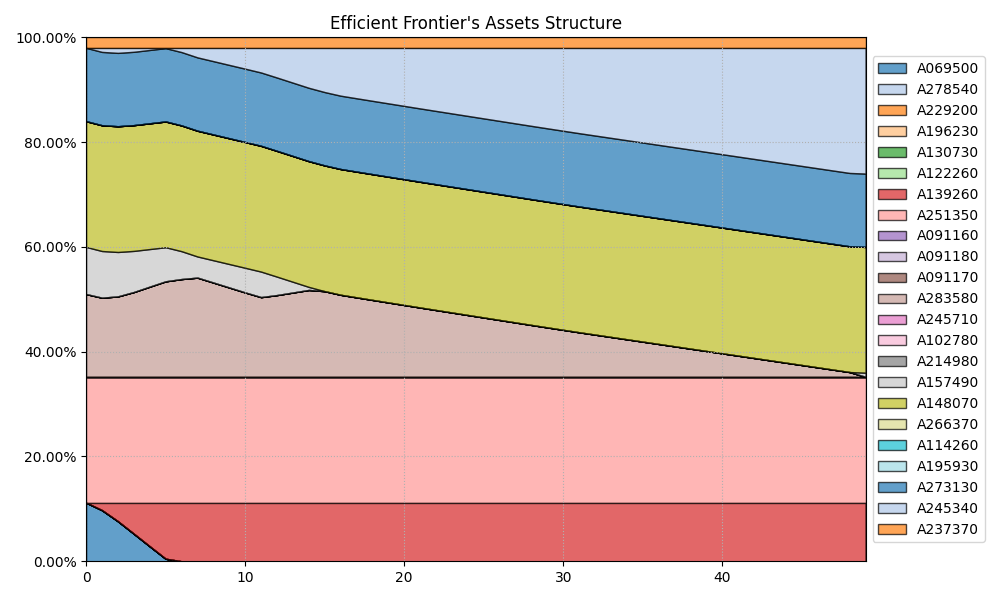 Efficient Frontier's Assets Structure
100.00%
80.00%
60.00%
40.00%
20.00%
0.00%
0
10
20
30
40
A069500
A278540
A229200
A196230
A130730
A122260
A139260
A251350
A091160
A091180
A091170
A283580
A245710
A102780
A214980
A157490
A148070
A266370
A114260
A195930
A273130
A245340
A237370